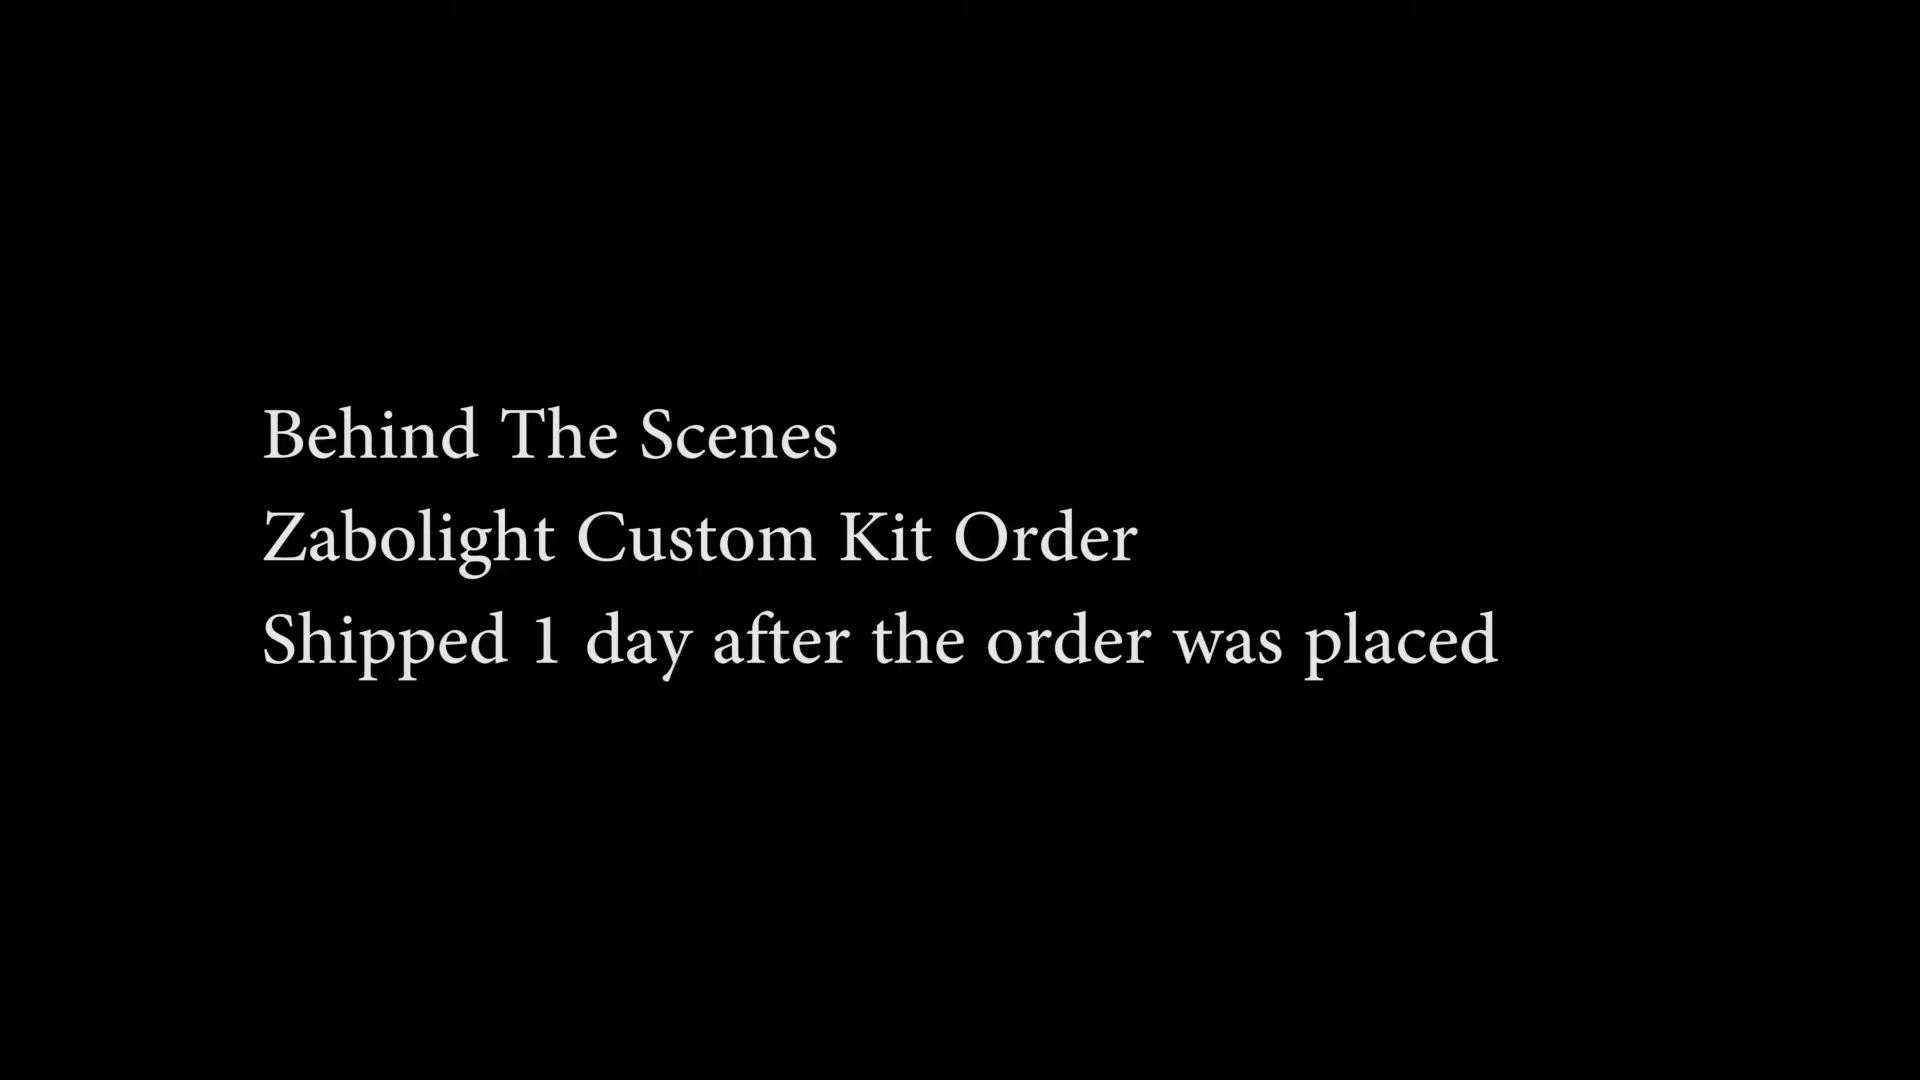 Behind The Scenes
Zabolight Custom Kit Order
Shipped 1 day after the order was placed